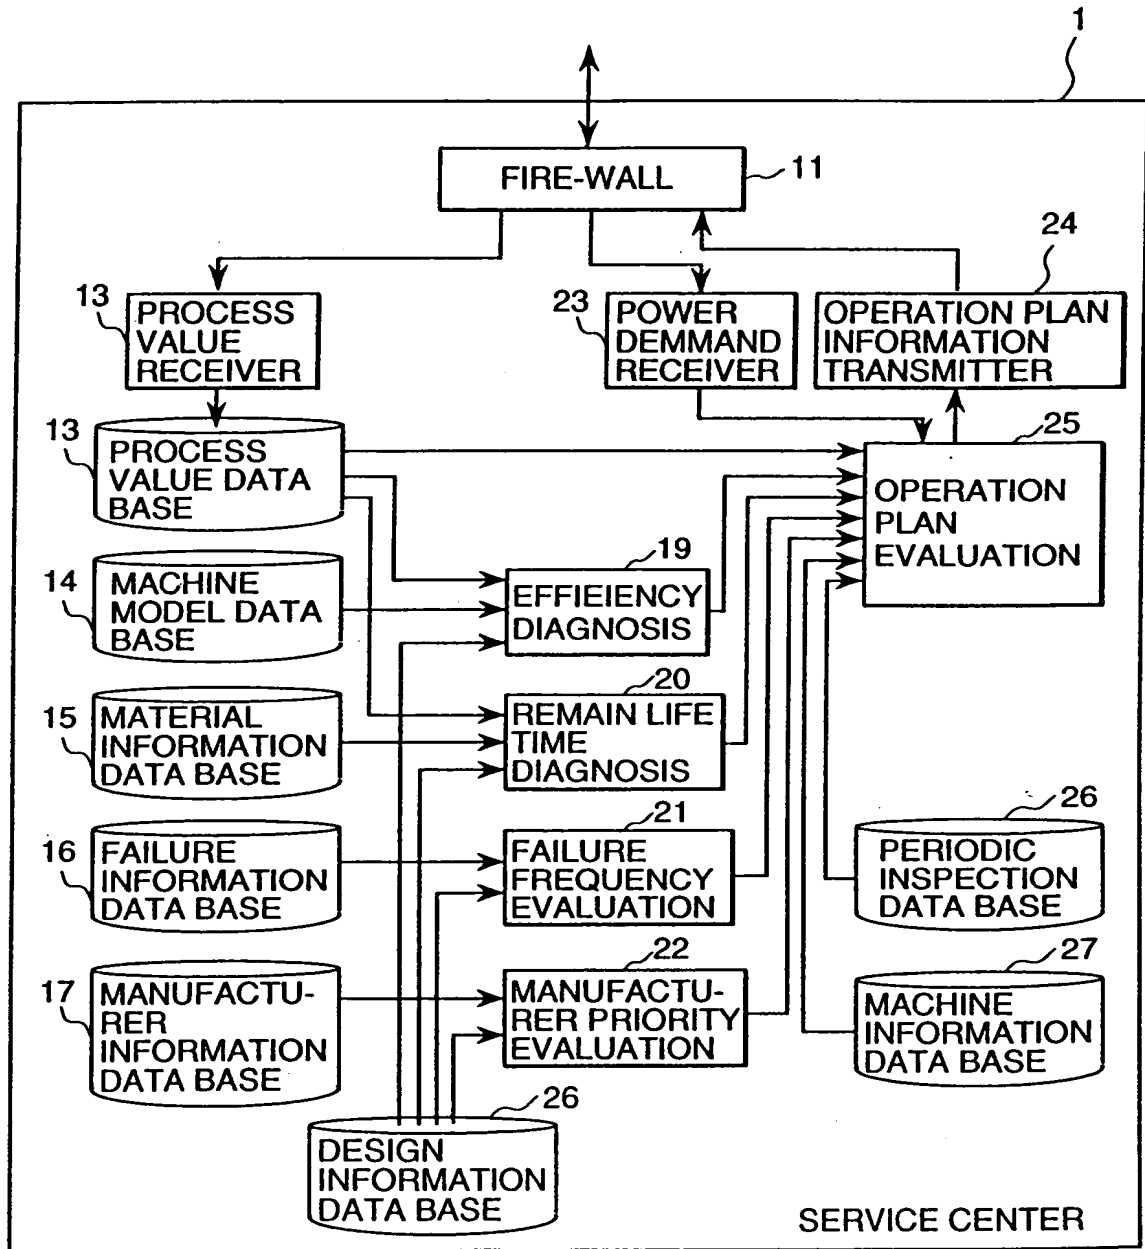 1
FIRE-WALL
11
24
13
PROCESS
VALUE
RECEIVER
23
POWER
DEMMAND
RECEIVER
OPERATION PLAN
INFORMATION
TRANSMITTER
13
PROCESS
VALUE DATA
BASE
25
OPERATION
PLAN
EVALUATION
14
MACHINE
MODEL DATA
BASE
19
EFFIEIENCY
DIAGNOSIS
15
MATERIAL
INFORMATION
DATA BASE
20
REMAIN LIFE
TIME
DIAGNOSIS
16
FAILURE
INFORMATION
DATA BASE
21
FAILURE
FREQUENCY
EVALUATION
26
PERIODIC
INSPECTION
DATA BASE
17
MANUFACTU-
RER
INFORMATION
DATA BASE
22
MANUFACTU-
RER PRIORITY
EVALUATION
27
MACHINE
INFORMATION
DATA BASE
26
DESIGN
INFORMATION
DATA BASE
SERVICE CENTER